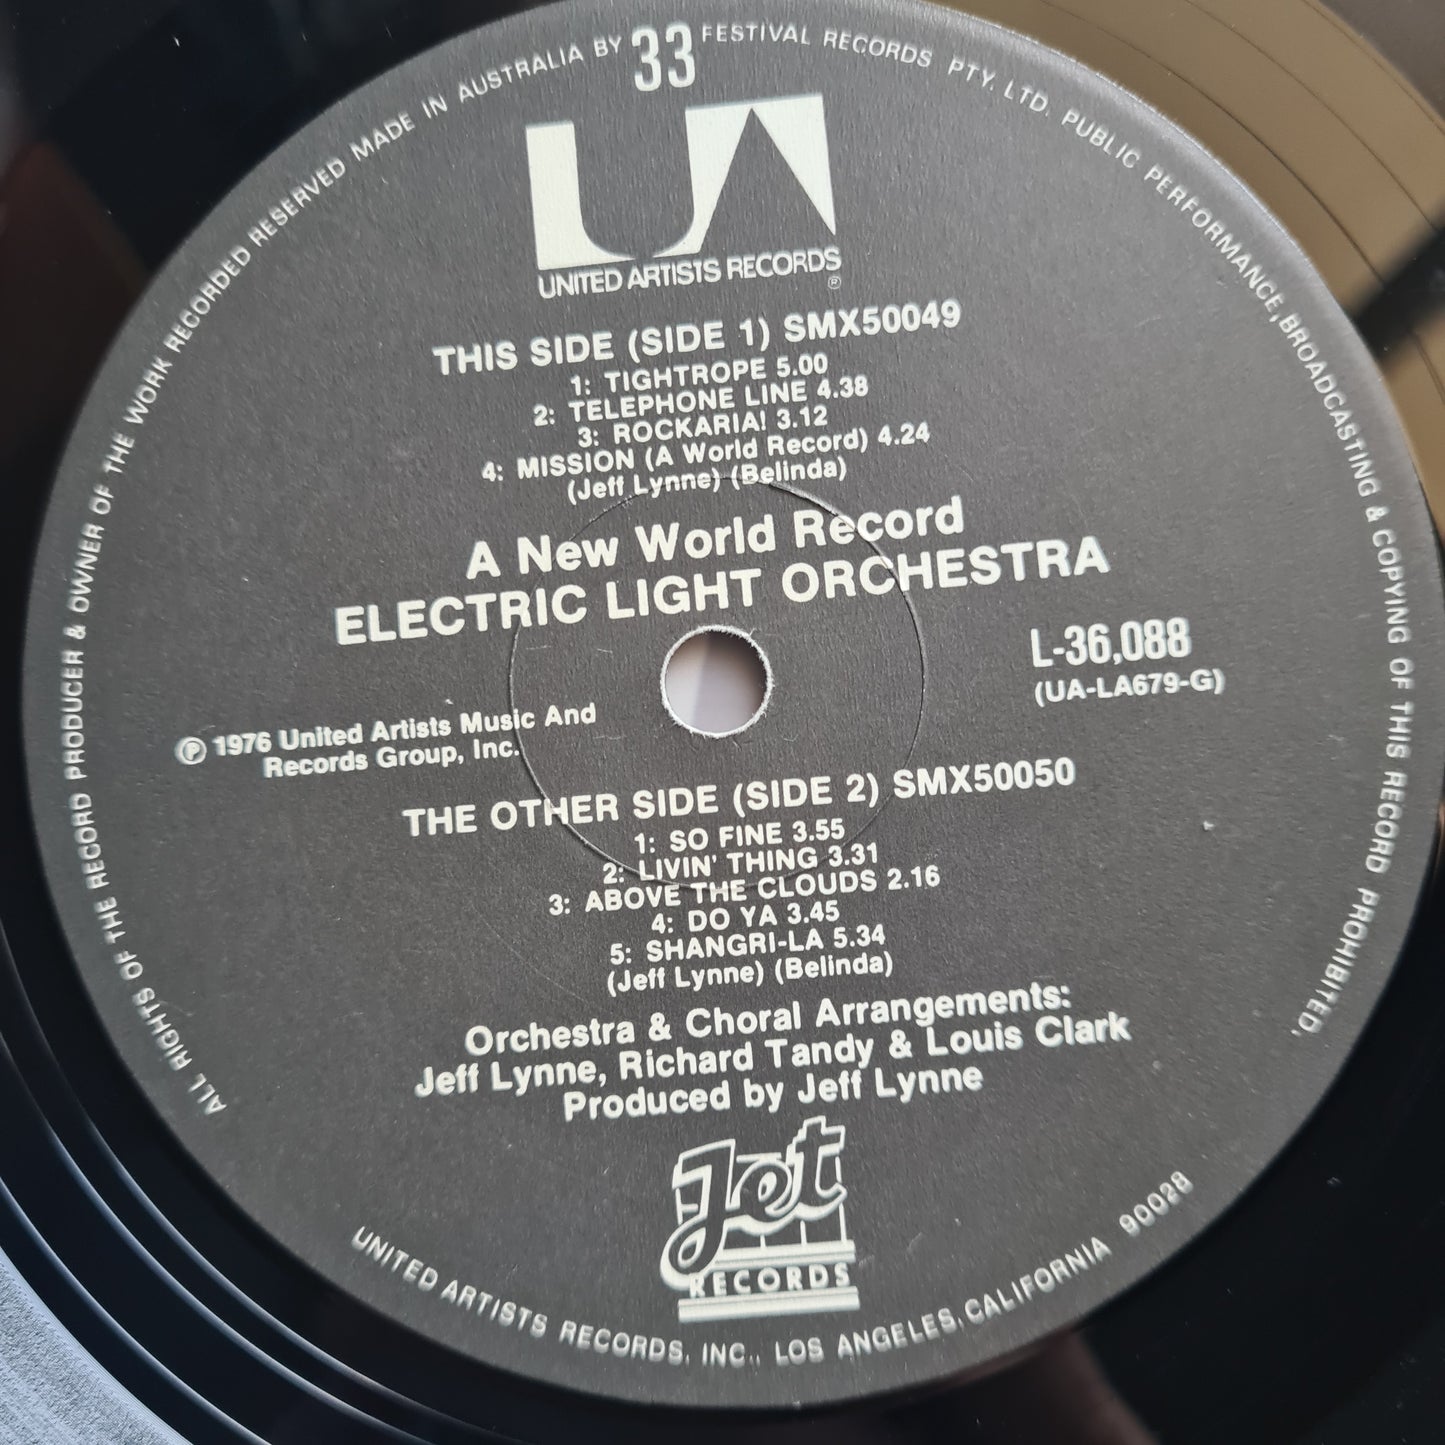 ALL RIGHTS OF THE RECORD PRODUCER & OWNER OF THE WORK RECORDED RESERVED MADE IN AUSTRALIA BY 33 FESTIVAL RECORDS PTY. LTD. PUBLIC PERFORMANCE, BROADCASTING & COPYING OF THIS RECORD PROHIBITED.
UA
UNITED ARTISTS RECORDS®
THIS SIDE (SIDE 1) SMX50049
1: TIGHTROPE 5.00
2: TELEPHONE LINE 4.38
3: ROCKARIA! 3.12
4: MISSION (A World Record) 4.24
(Jeff Lynne) (Belinda)
A New World Record
ELECTRIC LIGHT ORCHESTRA
L-36,088
(UA-LA679-G)
℗ 1976 United Artists Music And
Records Group, Inc.
THE OTHER SIDE (SIDE 2) SMX50050
1: SO FINE 3.55
2: LIVIN' THING 3.31
3: ABOVE THE CLOUDS 2.16
4: DO YA 3.45
5: SHANGRI-LA 5.34
(Jeff Lynne) (Belinda)
Orchestra & Choral Arrangements:
Jeff Lynne, Richard Tandy & Louis Clark
Produced by Jeff Lynne
Jet
RECORDS
UNITED ARTISTS RECORDS, INC., LOS ANGELES, CALIFORNIA 90028